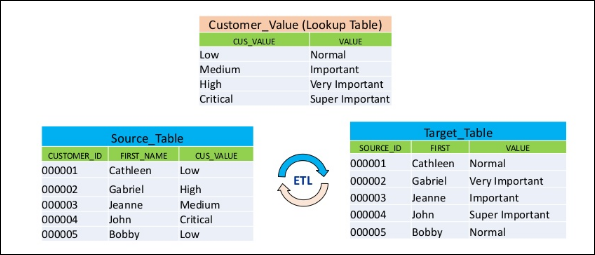 Customer_Value (Lookup Table)
CUS_VALUE VALUE
Low Normal
Medium Important
High Very Important
Critical Super Important
Source_Table
CUSTOMER_ID FIRST_NAME CUS_VALUE
000001 Cathleen Low
000002 Gabriel High
000003 Jeanne Medium
000004 John Critical
000005 Bobby Low
ETL
Target_Table
SOURCE_ID FIRST VALUE
000001 Cathleen Normal
000002 Gabriel Very Important
000003 Jeanne Important
000004 John Super Important
000005 Bobby Normal